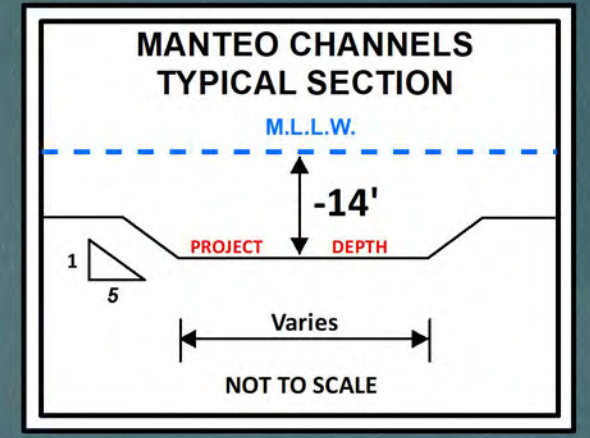 MANTEO CHANNELS
TYPICAL SECTION
M.L.L.W.
-14'
PROJECT DEPTH
1
5
Varies
NOT TO SCALE